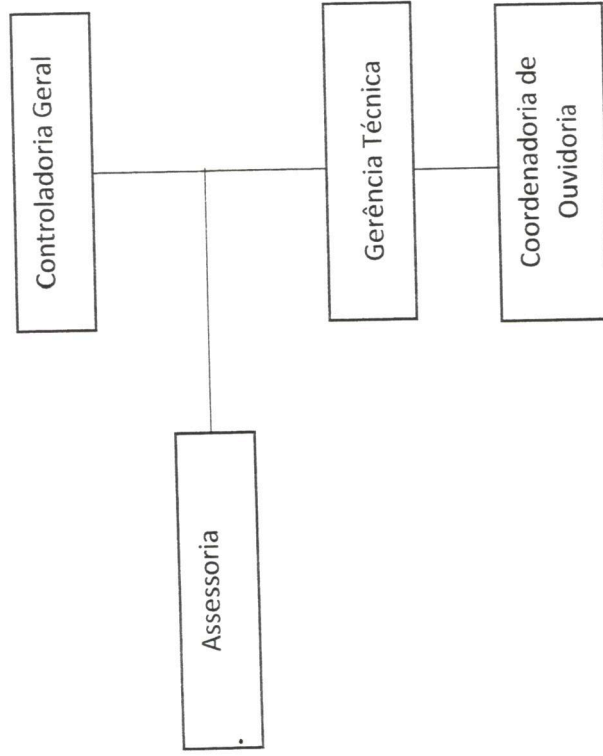 Controladoria Geral
Assessoria
Gerência Técnica
Coordenadoria de
Ouvidoria